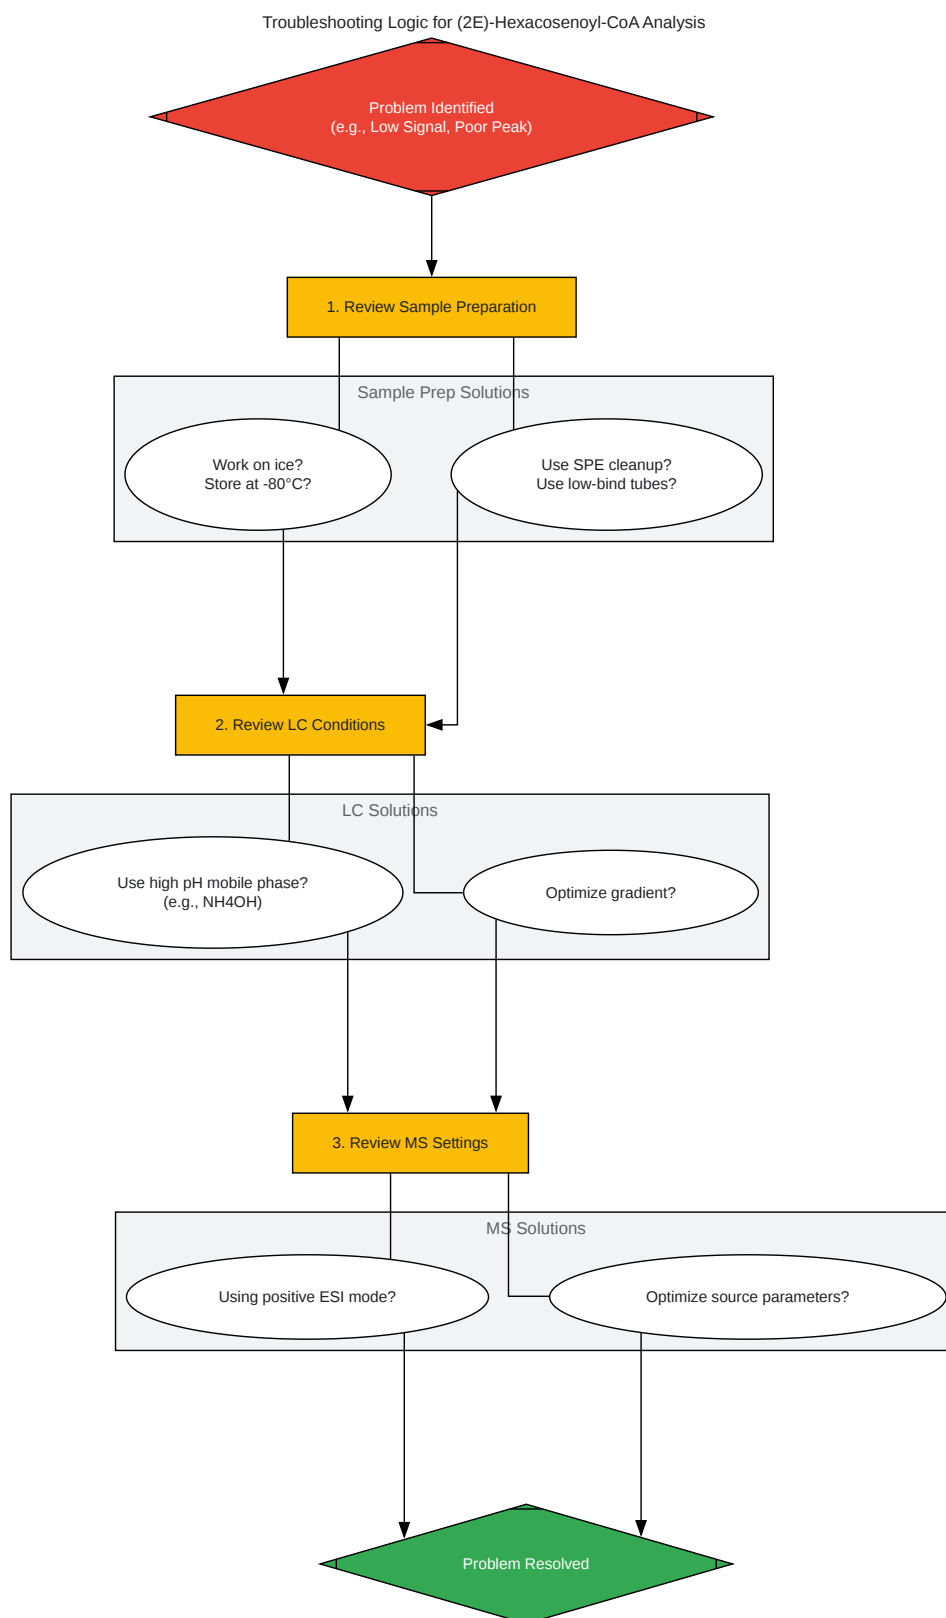 Troubleshooting Logic for (2E)-Hexacosenoyl-CoA Analysis
Problem Identified
(e.g., Low Signal, Poor Peak)
1. Review Sample Preparation
Sample Prep Solutions
Work on ice?
Store at -80°C?
Use SPE cleanup?
Use low-bind tubes?
2. Review LC Conditions
LC Solutions
Use high pH mobile phase?
(e.g., NH4OH)
Optimize gradient?
3. Review MS Settings
MS Solutions
Using positive ESI mode?
Optimize source parameters?
Problem Resolved